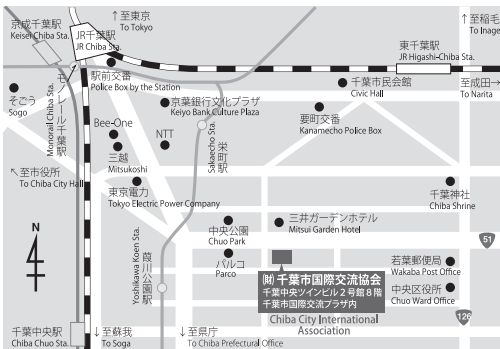 京成千葉駅
Keisei Chiba Sta.
JR千葉駅
JR Chiba Sta.
↑至東京
To Tokyo
↑至稲毛
To Inage
東千葉駅
JR Higashi-Chiba Sta.
駅前交番
Police Box by the Station
千葉市民会館
Civic Hall
至成田→
To Narita
そごう
Sogo
モノレール千葉駅
Monorail Chiba Sta.
京葉銀行文化プラザ
Keiyo Bank Culture Plaza
要町交番
Kanamecho Police Box
Bee-One
NTT
栄町駅
Sakaecho Sta.
三越
Mitsukoshi
↖至市役所
To Chiba City Hall
東京電力
Tokyo Electric Power Company
千葉神社
Chiba Shrine
中央公園
Chuo Park
三井ガーデンホテル
Mitsui Garden Hotel
51
N
葭川公園駅
Yoshikawa Koen Sta.
パルコ
Parco
若葉郵便局
Wakaba Post Office
㈶ 千葉市国際交流協会
千葉中央ツインビル2号館8階
千葉市国際交流プラザ内
Chiba City International
Association
中央区役所
Chuo Ward Office
126
千葉中央駅
Chiba Chuo Sta.
↓至蘇我
To Soga
↓至県庁
To Chiba Prefectural Office